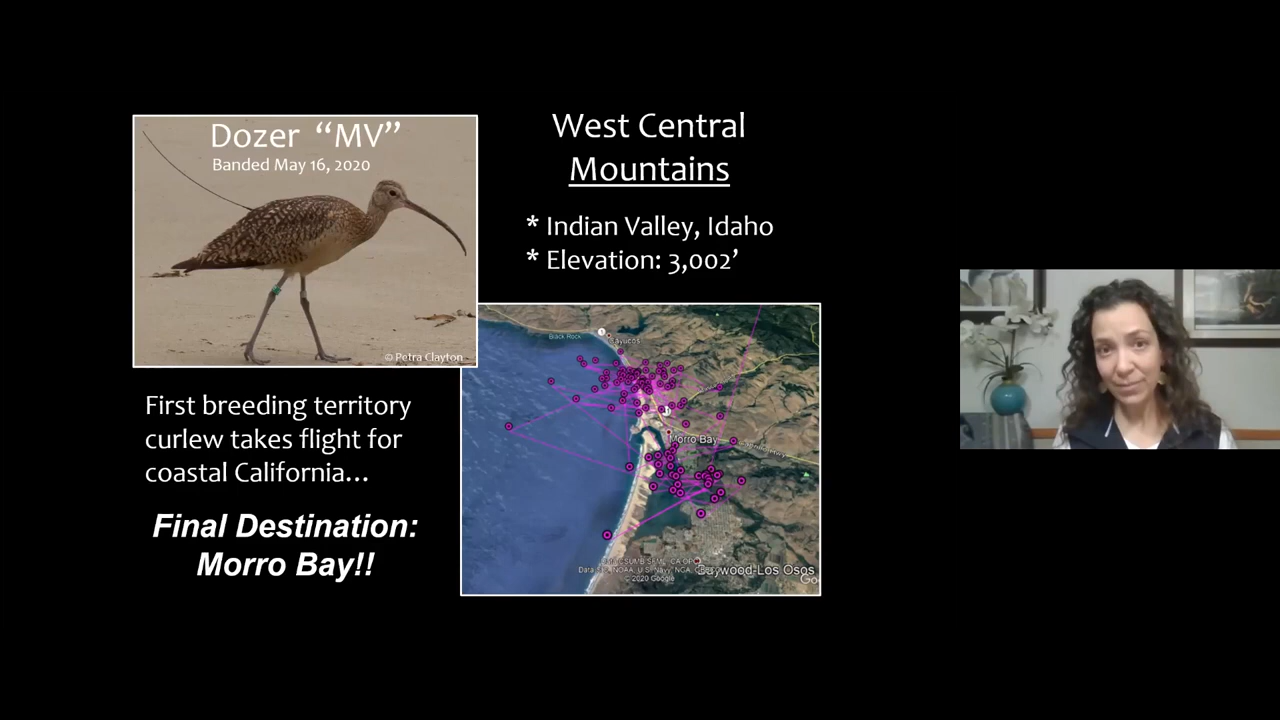 Dozer “MV”
Banded May 16, 2020
© Petra Clayton
West Central
Mountains
* Indian Valley, Idaho
* Elevation: 3,002’
First breeding territory
curlew takes flight for
coastal California...
Final Destination:
Morro Bay!!
Black Rock
1
Cayucos
1
Morro Bay
Baywood-Los Osos
© 2020 Google